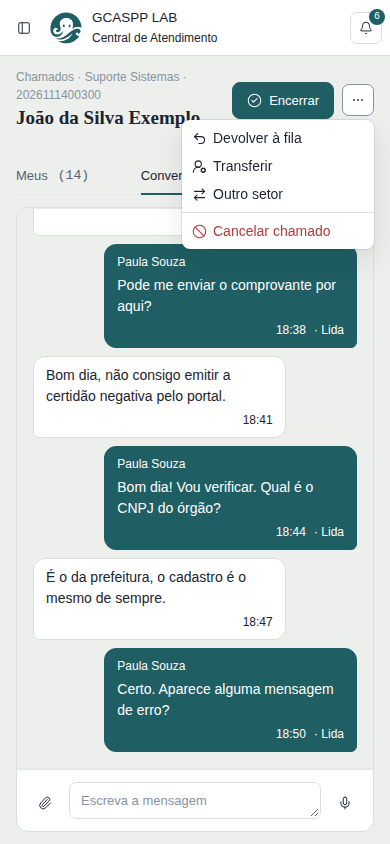 GCASPP LAB
Central de Atendimento
6
Chamados · Suporte Sistemas ·
2026111400300
João da Silva Exemplo
Encerrar
Devolver à fila
Transferir
Outro setor
Cancelar chamado
Meus (14)
Conver
Paula Souza
Pode me enviar o comprovante por
aqui?
18:38 · Lida
Bom dia, não consigo emitir a
certidão negativa pelo portal.
18:41
Paula Souza
Bom dia! Vou verificar. Qual é o
CNPJ do órgão?
18:44 · Lida
É o da prefeitura, o cadastro é o
mesmo de sempre.
18:47
Paula Souza
Certo. Aparece alguma mensagem
de erro?
18:50 · Lida
Escreva a mensagem